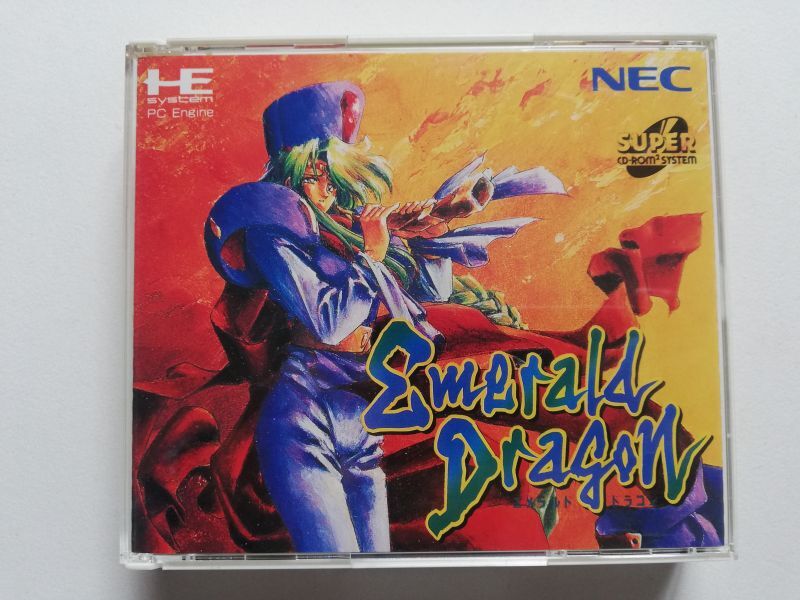 HE
system
PC Engine
NEC
SUPER
CD-ROM² SYSTEM
Emerald
Dragon
エメラルド ドラゴン